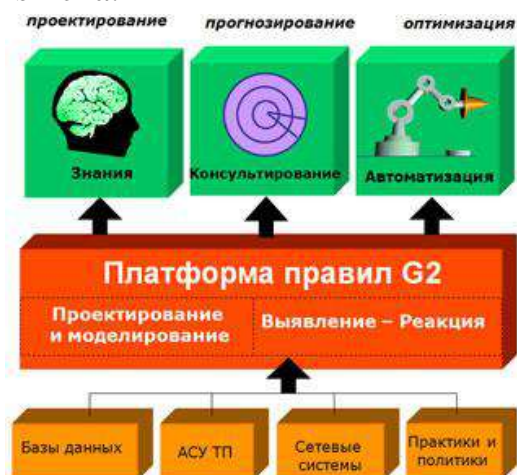 проектирование
прогнозирование
оптимизация
Знания
Консультирование
Автоматизация
Платформа правил G2
Проектирование
и моделирование
Выявление – Реакция
Базы данных
АСУ ТП
Сетевые
системы
Практики и
политики